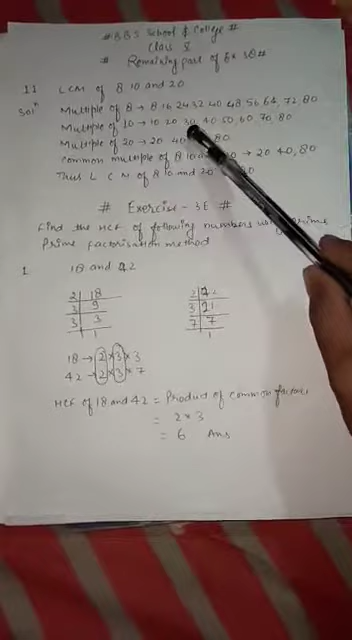 # BBS School & College #
Class 5
# Remaining part of Ex 3D #
11 LCM of 8 10 and 20
Solⁿ Multiple of 8 → 8 16 24 32 40 48 56 64, 72, 80
Multiple of 10 → 10 20 30 40 50 60 70, 80
Multiple of 20 → 20 40 80
Common multiple of 8 10 → 20 40, 80
Thus L C M of 8 10 and 20 80
# Exercise - 3E #
Find the HCF of following numbers using Prime
Prime Factorisation method
1 18 and 42
2 | 18
3 | 9
3 | 3
1
2 | 42
3 | 21
7 | 7
1
18 → 2 × 3 × 3
42 → 2 × 3 × 7
HCF of 18 and 42 = Product of common factors
= 2 × 3
= 6 Ans